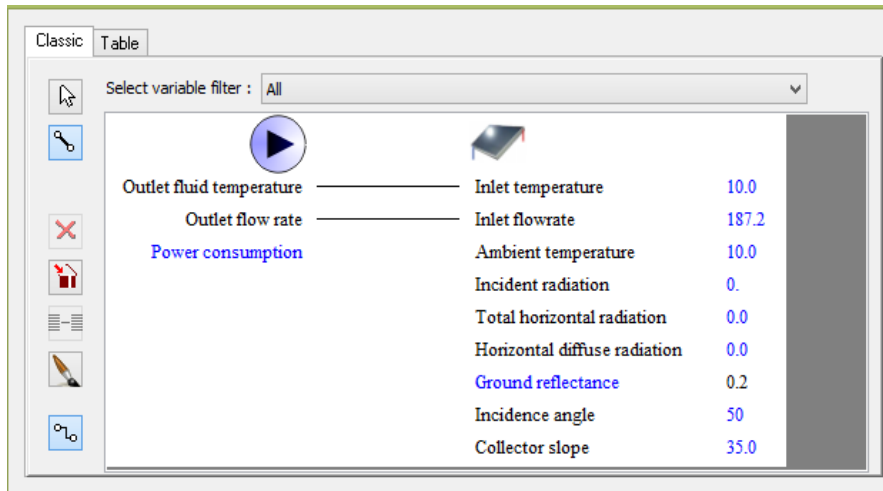 Classic Table
Select variable filter : All
Outlet fluid temperature Inlet temperature 10.0
Outlet flow rate Inlet flowrate 187.2
Power consumption Ambient temperature 10.0
Incident radiation 0.
Total horizontal radiation 0.0
Horizontal diffuse radiation 0.0
Ground reflectance 0.2
Incidence angle 50
Collector slope 35.0